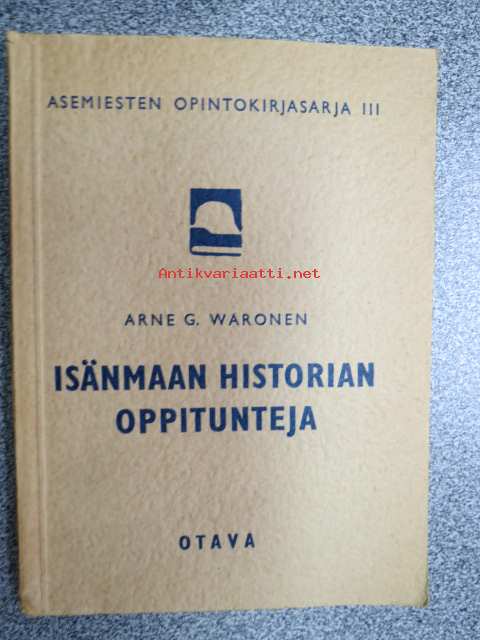 ASEMIESTEN OPINTOKIRJASARJA III
Antikvariaatti.net
ARNE G. WARONEN
ISÄNMAAN HISTORIAN
OPPITUNTEJA
OTAVA